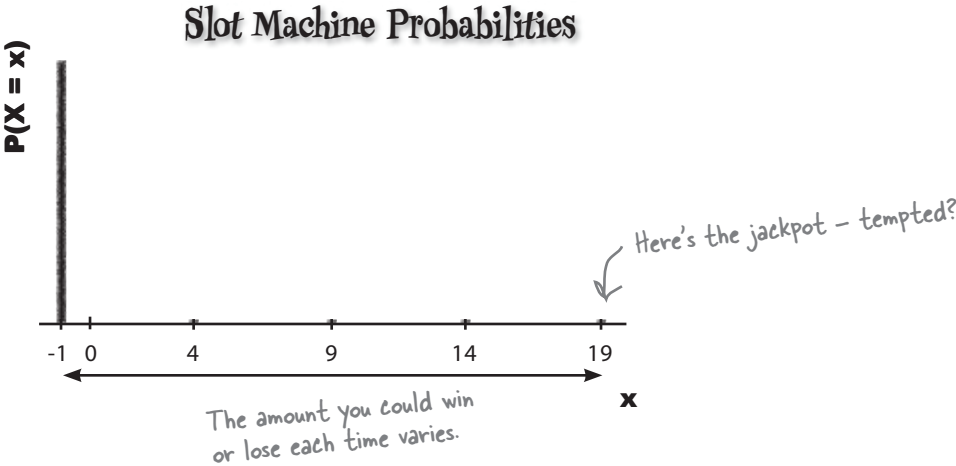 Slot Machine Probabilities
P(X = x)
Here's the jackpot – tempted?
-1 0 4 9 14 19
x
The amount you could win
or lose each time varies.